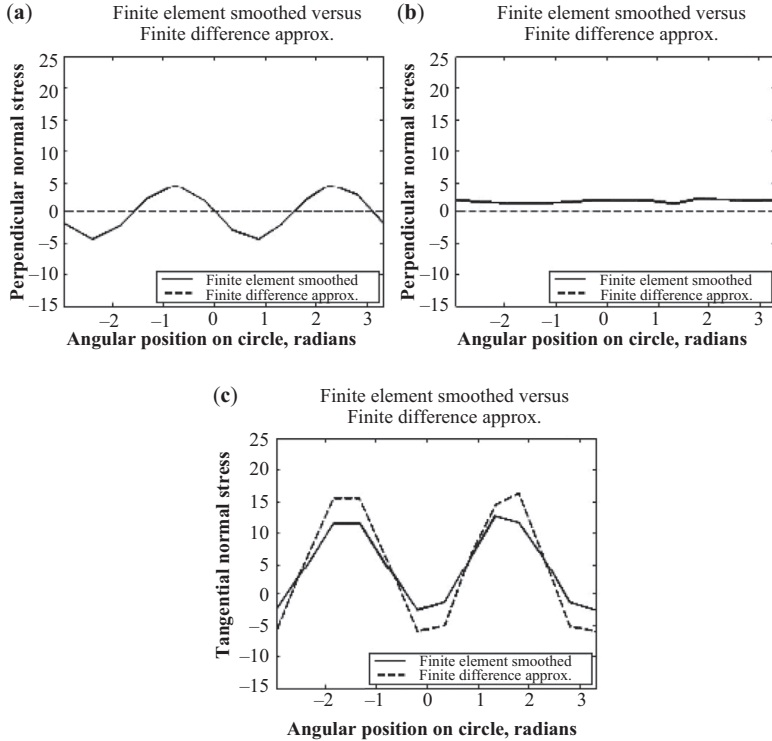 (a)
Finite element smoothed versus
Finite difference approx.
Perpendicular normal stress
25
20
15
10
5
0
−5
−10
−15
−2
−1
0
1
2
3
Finite element smoothed
Finite difference approx.
Angular position on circle, radians
(b)
Finite element smoothed versus
Finite difference approx.
Perpendicular normal stress
25
20
15
10
5
0
−5
−10
−15
−2
−1
0
1
2
3
Finite element smoothed
Finite difference approx.
Angular position on circle, radians
(c)
Finite element smoothed versus
Finite difference approx.
Tangential normal stress
25
20
15
10
5
0
−5
−10
−15
−2
−1
0
1
2
3
Finite element smoothed
Finite difference approx.
Angular position on circle, radians